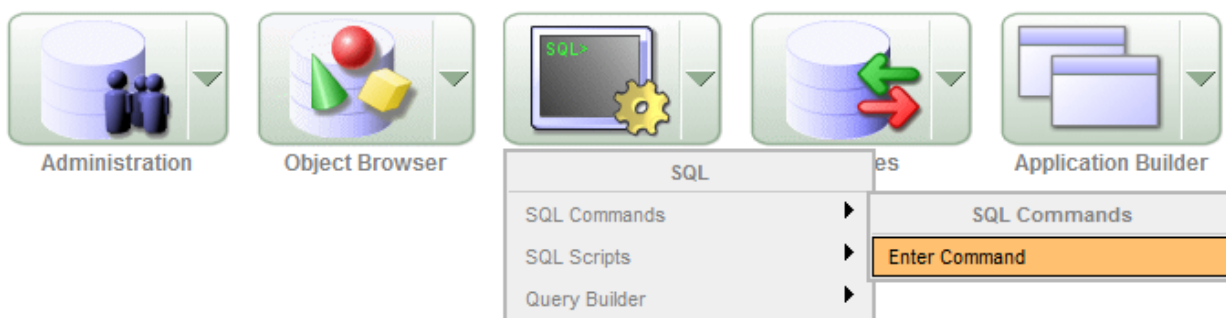 SQL>
Administration
Object Browser
es
Application Builder
SQL
SQL Commands
SQL Scripts
Query Builder
SQL Commands
Enter Command